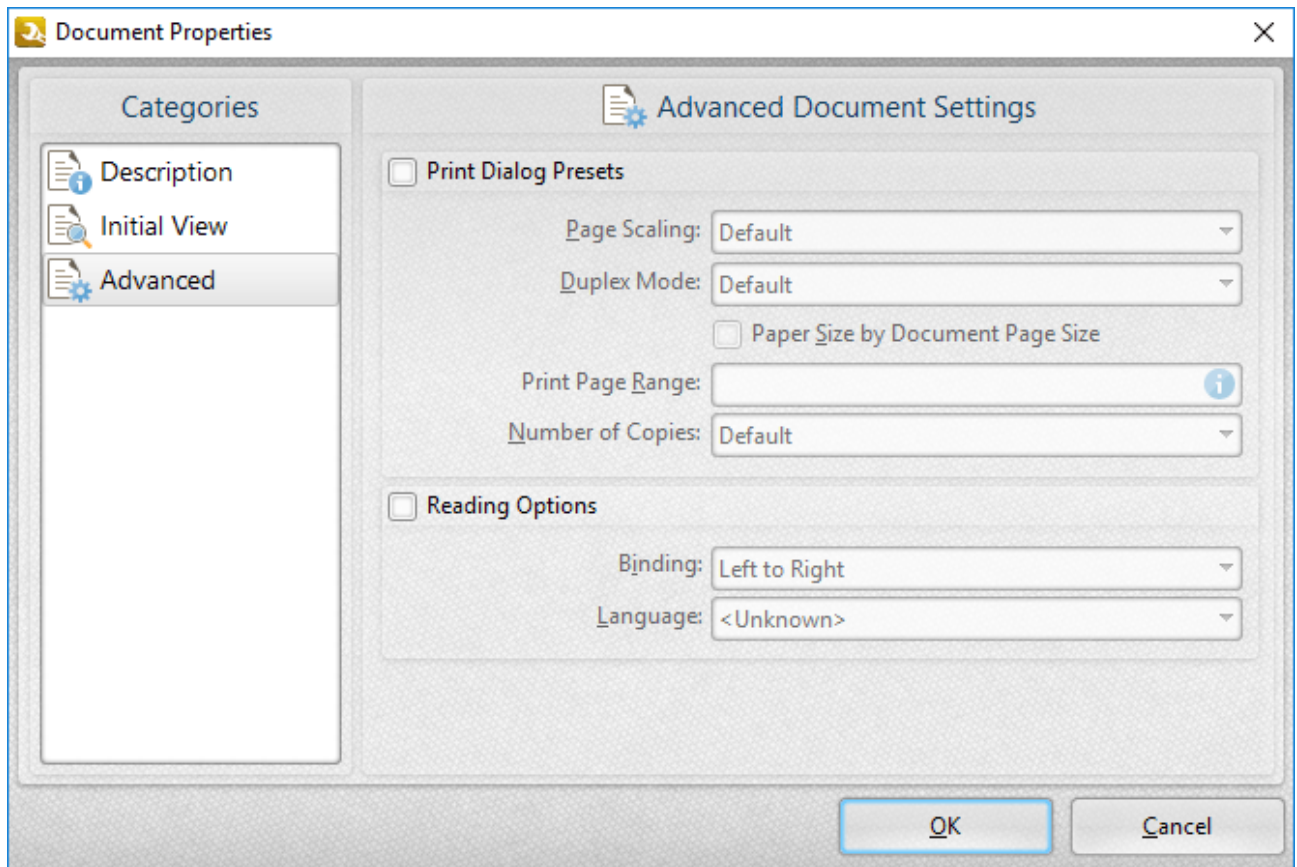 Document Properties
Categories
Description
Initial View
Advanced
Advanced Document Settings
Print Dialog Presets
Page Scaling: Default
Duplex Mode: Default
Paper Size by Document Page Size
Print Page Range:
Number of Copies: Default
Reading Options
Binding: Left to Right
Language: <Unknown>
OK Cancel